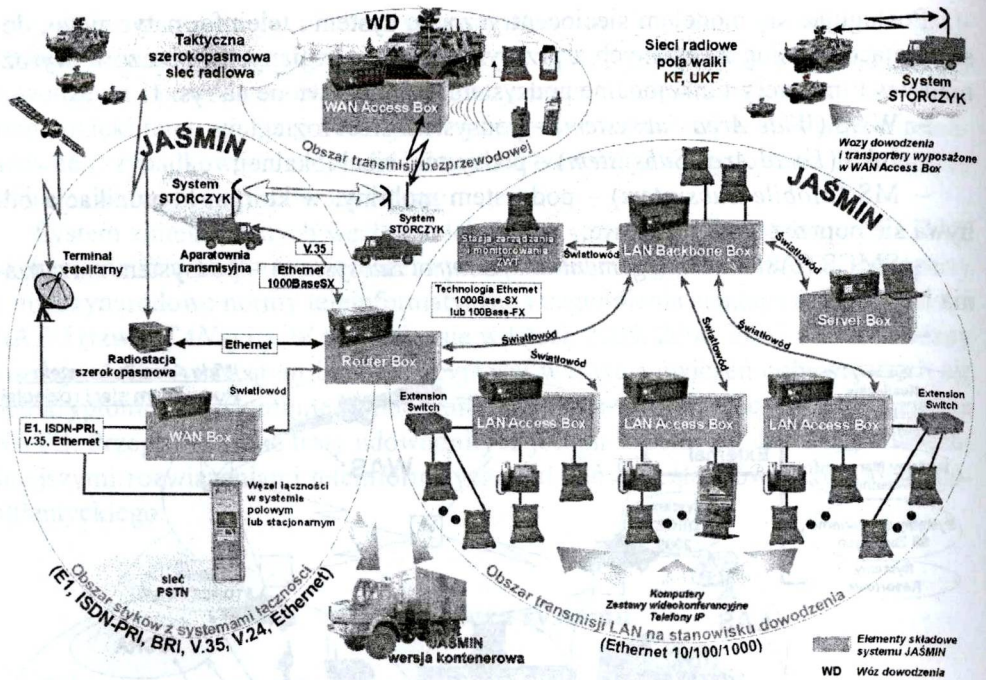 WD
Taktyczna
szerokopasmowa
sieć radiowa
WAN Access Box
Sieci radiowe
pola walki
KF, UKF
System
STORCZYK
Obszar transmisji bezprzewodowej
Wozy dowodzenia
i transportery wyposażone
w WAN Access Box
JAŚMIN
JAŚMIN
System
STORCZYK
System
STORCZYK
Terminal
satelitarny
Aparatownia
transmisyjna
V.35
Ethernet
1000BaseSX
Stacja zarządzania
i monitorowania
ZWT
Światłowód
LAN Backbone Box
Światłowód
Technologia Ethernet
1000Base-SX
lub 100Base-FX
Server Box
Radiostacja
szerokopasmowa
Ethernet
Router Box
Światłowód
Światłowód
Światłowód
Światłowód
Światłowód
Extension
Switch
LAN Access Box
LAN Access Box
LAN Access Box
Extension
Switch
E1, ISDN-PRI,
V.35, Ethernet
WAN Box
Węzeł łączności
w systemie
polowym
lub stacjonarnym
sieć
PSTN
Obszar styków z systemami łączności
(E1, ISDN-PRI, BRI, V.35, V.24, Ethernet)
JAŚMIN
wersja kontenerowa
Komputery
Zestawy wideokonferencyjne
Telefony IP
Obszar transmisji LAN na stanowisku dowodzenia
(Ethernet 10/100/1000)
Elementy składowe
systemu JAŚMIN
WD Wóz dowodzenia